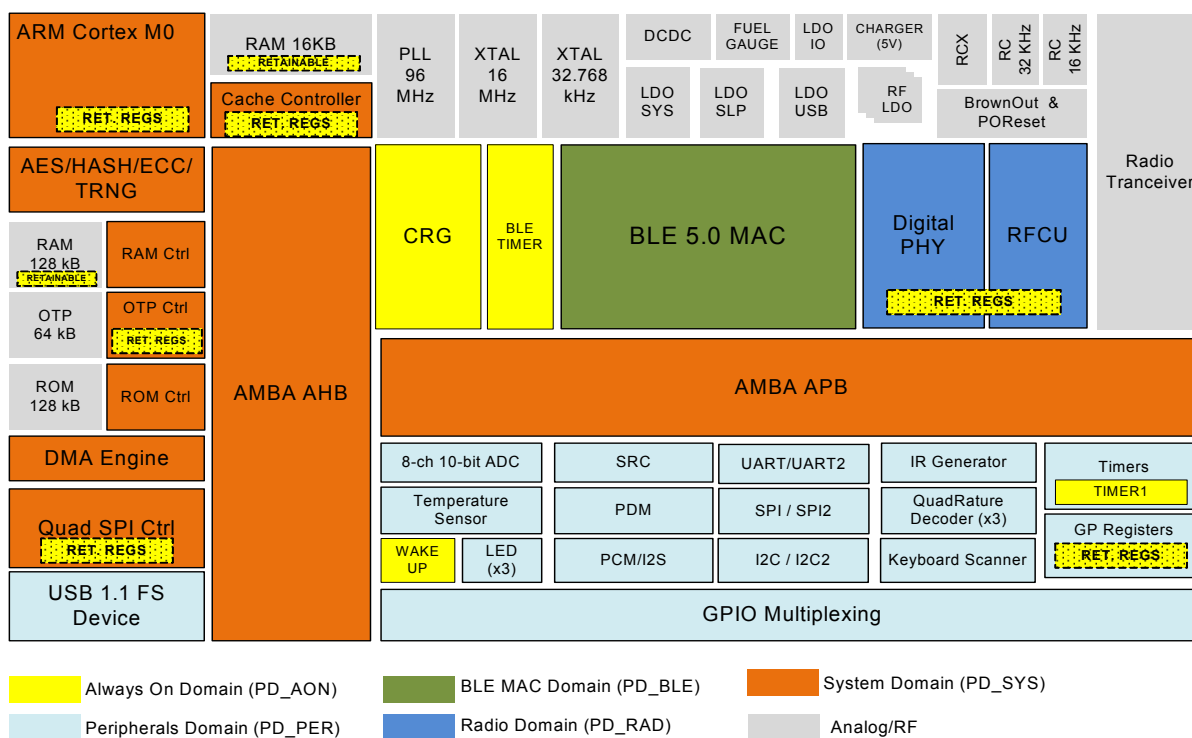 ARM Cortex M0
RET. REGS
RAM 16KB
RETAINABLE
Cache Controller
RET. REGS
PLL
96
MHz
XTAL
16
MHz
XTAL
32.768
kHz
DCDC
FUEL
GAUGE
LDO
IO
CHARGER
(5V)
LDO
SYS
LDO
SLP
LDO
USB
RF
LDO
RCX
RC
32 KHz
RC
16 KHz
BrownOut &
POReset
Radio
Tranceiver
AES/HASH/ECC/
TRNG
RAM
128 kB
RETAINABLE
RAM Ctrl
OTP
64 kB
OTP Ctrl
RET. REGS
ROM
128 kB
ROM Ctrl
DMA Engine
Quad SPI Ctrl
RET. REGS
USB 1.1 FS
Device
AMBA AHB
CRG
BLE
TIMER
BLE 5.0 MAC
Digital
PHY
RFCU
RET. REGS
AMBA APB
8-ch 10-bit ADC
SRC
UART/UART2
IR Generator
Timers
TIMER1
Temperature
Sensor
PDM
SPI / SPI2
QuadRature
Decoder (x3)
GP Registers
RET. REGS
WAKE
UP
LED
(x3)
PCM/I2S
I2C / I2C2
Keyboard Scanner
GPIO Multiplexing
Always On Domain (PD_AON)
BLE MAC Domain (PD_BLE)
System Domain (PD_SYS)
Peripherals Domain (PD_PER)
Radio Domain (PD_RAD)
Analog/RF